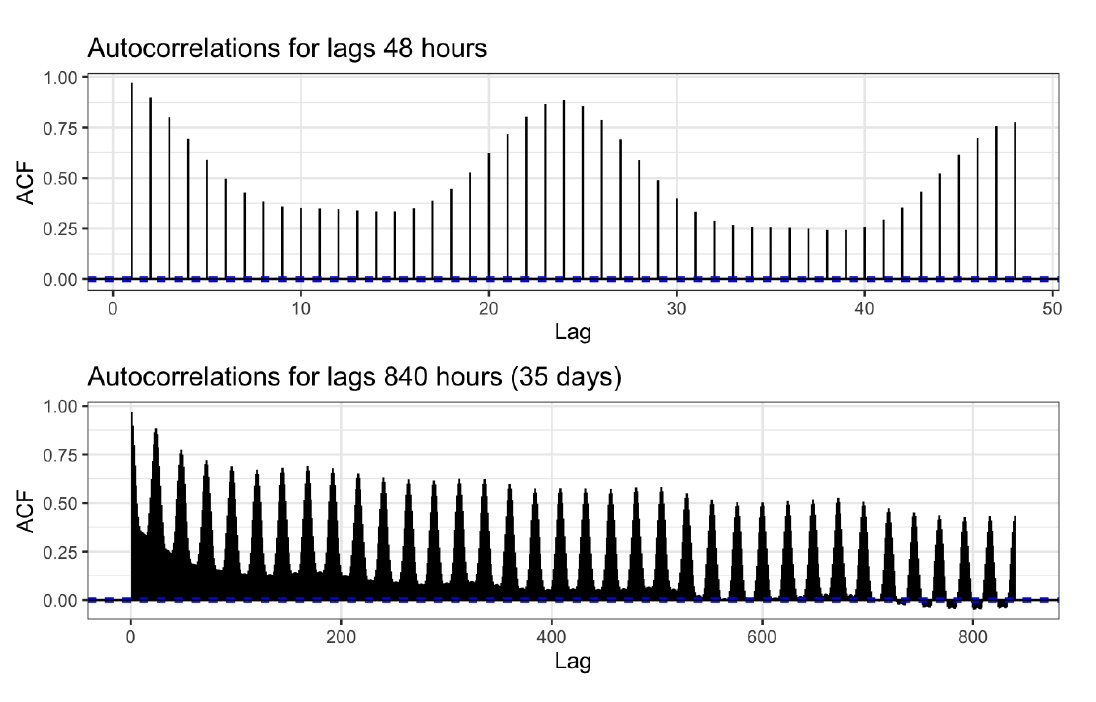 Autocorrelations for lags 48 hours
1.00
0.75
0.50
0.25
0.00
ACF
0 10 20 30 40 50
Lag
Autocorrelations for lags 840 hours (35 days)
1.00
0.75
0.50
0.25
0.00
ACF
0 200 400 600 800
Lag